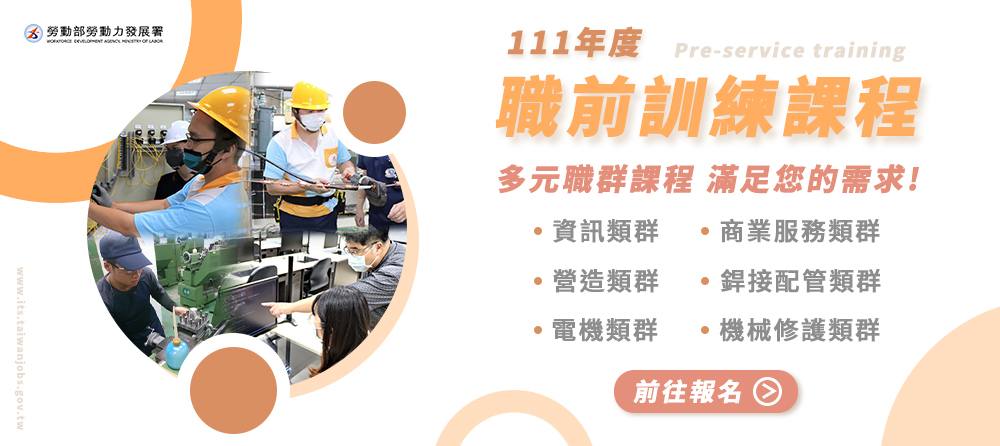 勞動部勞動力發展署
WORKFORCE DEVELOPMENT AGENCY, MINISTRY OF LABOR
111年度 Pre-service training
職前訓練課程
多元職群課程 滿足您的需求!
• 資訊類群 • 商業服務類群
• 營造類群 • 銲接配管類群
• 電機類群 • 機械修護類群
前往報名
www.its.taiwanjobs.gov.tw